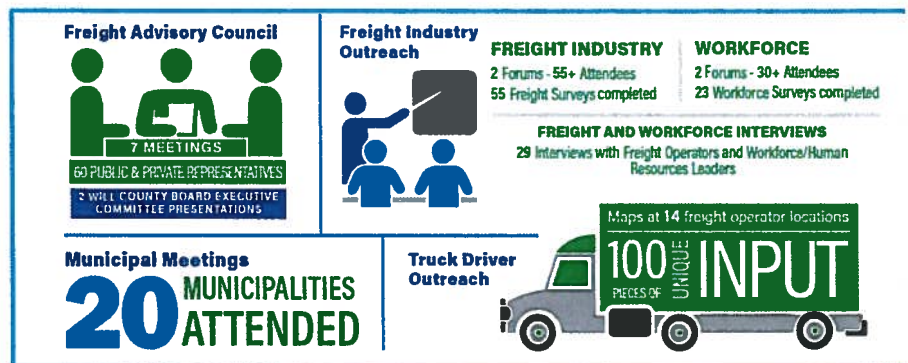 Freight Advisory Council
7 MEETINGS
60 PUBLIC & PRIVATE REPRESENTATIVES
2 WILL COUNTY BOARD EXECUTIVE
COMMITTEE PRESENTATIONS
Freight Industry
Outreach
FREIGHT INDUSTRY
2 Forums - 55+ Attendees
55 Freight Surveys completed
WORKFORCE
2 Forums - 30+ Attendees
23 Workforce Surveys completed
FREIGHT AND WORKFORCE INTERVIEWS
29 Interviews with Freight Operators and Workforce/Human
Resources Leaders
Municipal Meetings
20 MUNICIPALITIES
ATTENDED
Truck Driver
Outreach
Maps at 14 freight operator locations
100
PIECES OF
UNIQUE
INPUT